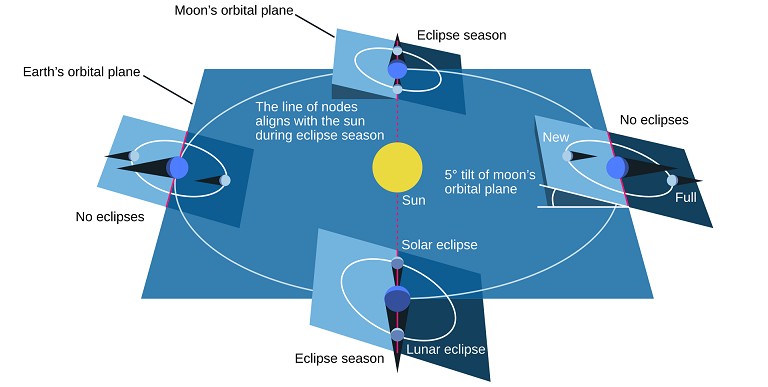 Moon's orbital plane
Eclipse season
Earth's orbital plane
The line of nodes
aligns with the sun
during eclipse season
No eclipses
New
5° tilt of moon's
orbital plane
Full
Sun
No eclipses
Solar eclipse
Lunar eclipse
Eclipse season